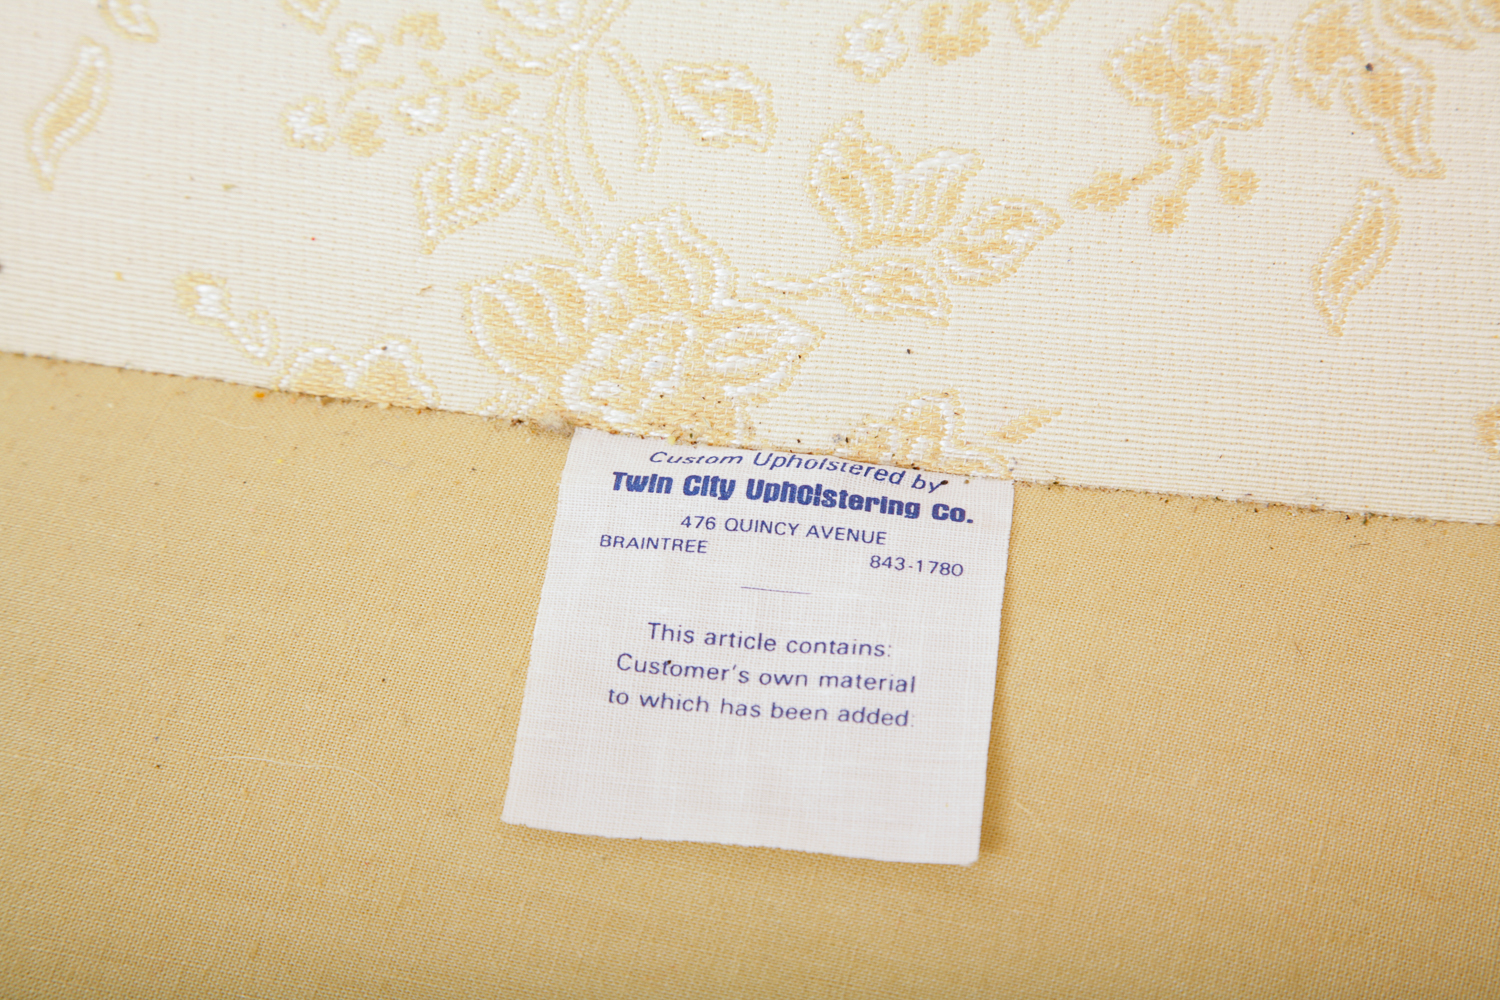 Custom Upholstered by
Twin City Upholstering Co.
476 QUINCY AVENUE
BRAINTREE 843-1780
This article contains:
Customer's own material
to which has been added: